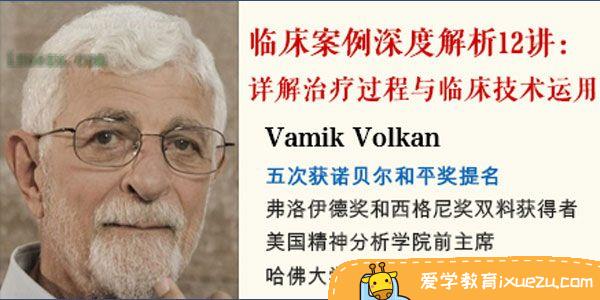 临床案例深度解析12讲：
详解治疗过程与临床技术运用
Vamik Volkan
五次获诺贝尔和平奖提名
弗洛伊德奖和西格尼奖双料获得者
美国精神分析学院前主席
哈佛大
爱学教育ixuezu.com